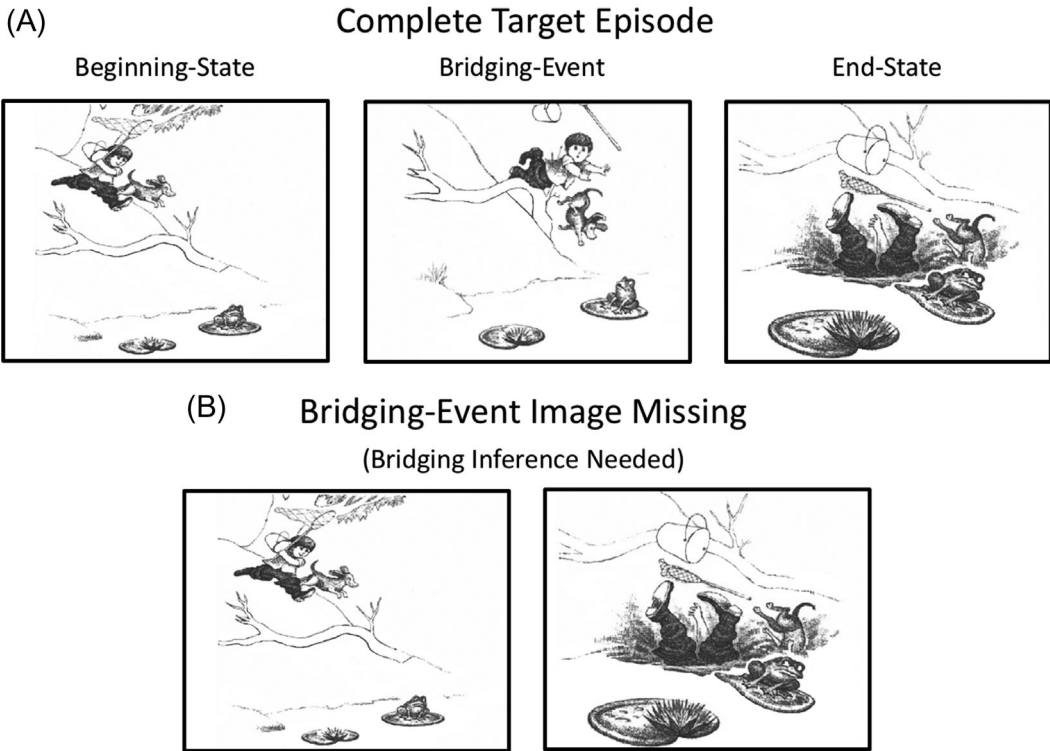 (A)
Complete Target Episode
Beginning-State
Bridging-Event
End-State
(B)
Bridging-Event Image Missing
(Bridging Inference Needed)